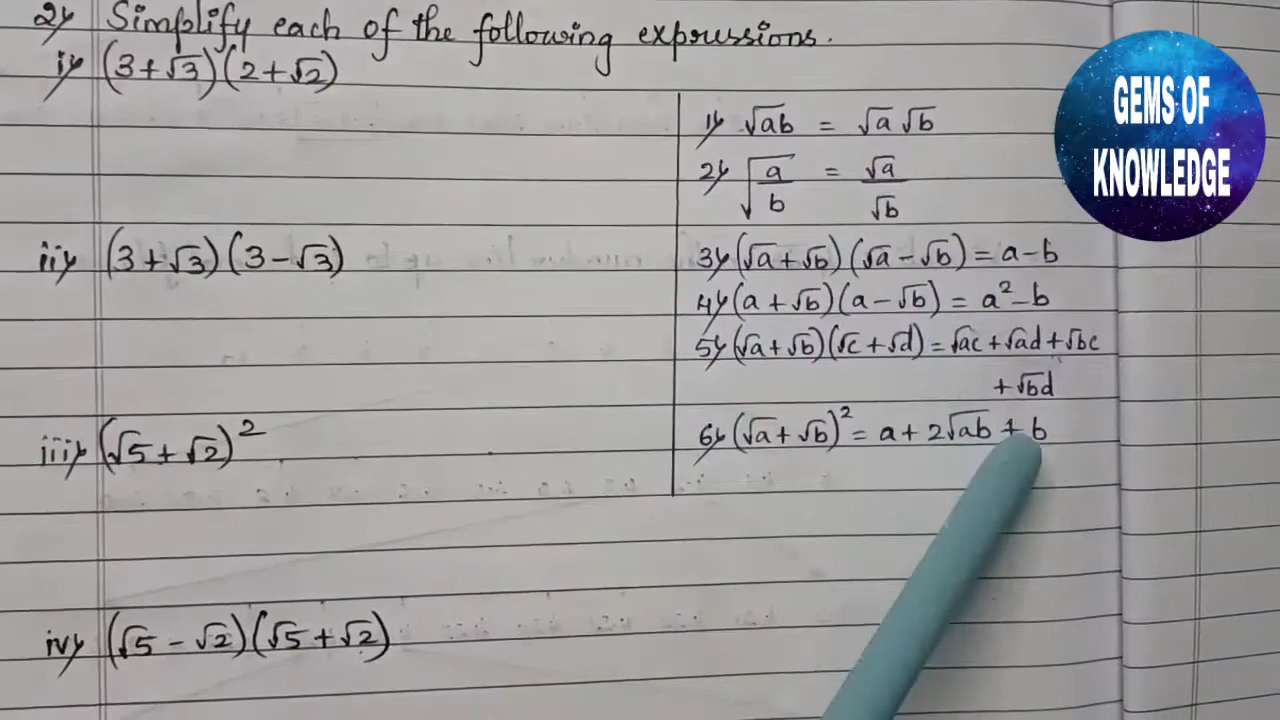 2) Simplify each of the following expressions.
i) (3+√3)(2+√2)
ii) (3+√3)(3-√3)
iii) (√5+√2)²
iv) (√5-√2)(√5+√2)
1) √ab = √a √b
2) √(a/b) = √a/√b
3) (√a+√b)(√a-√b) = a-b
4) (a+√b)(a-√b) = a²-b
5) (√a+√b)(√c+√d) = √ac+√ad+√bc
+√bd
6) (√a+√b)² = a+2√ab+b
GEMS OF
KNOWLEDGE